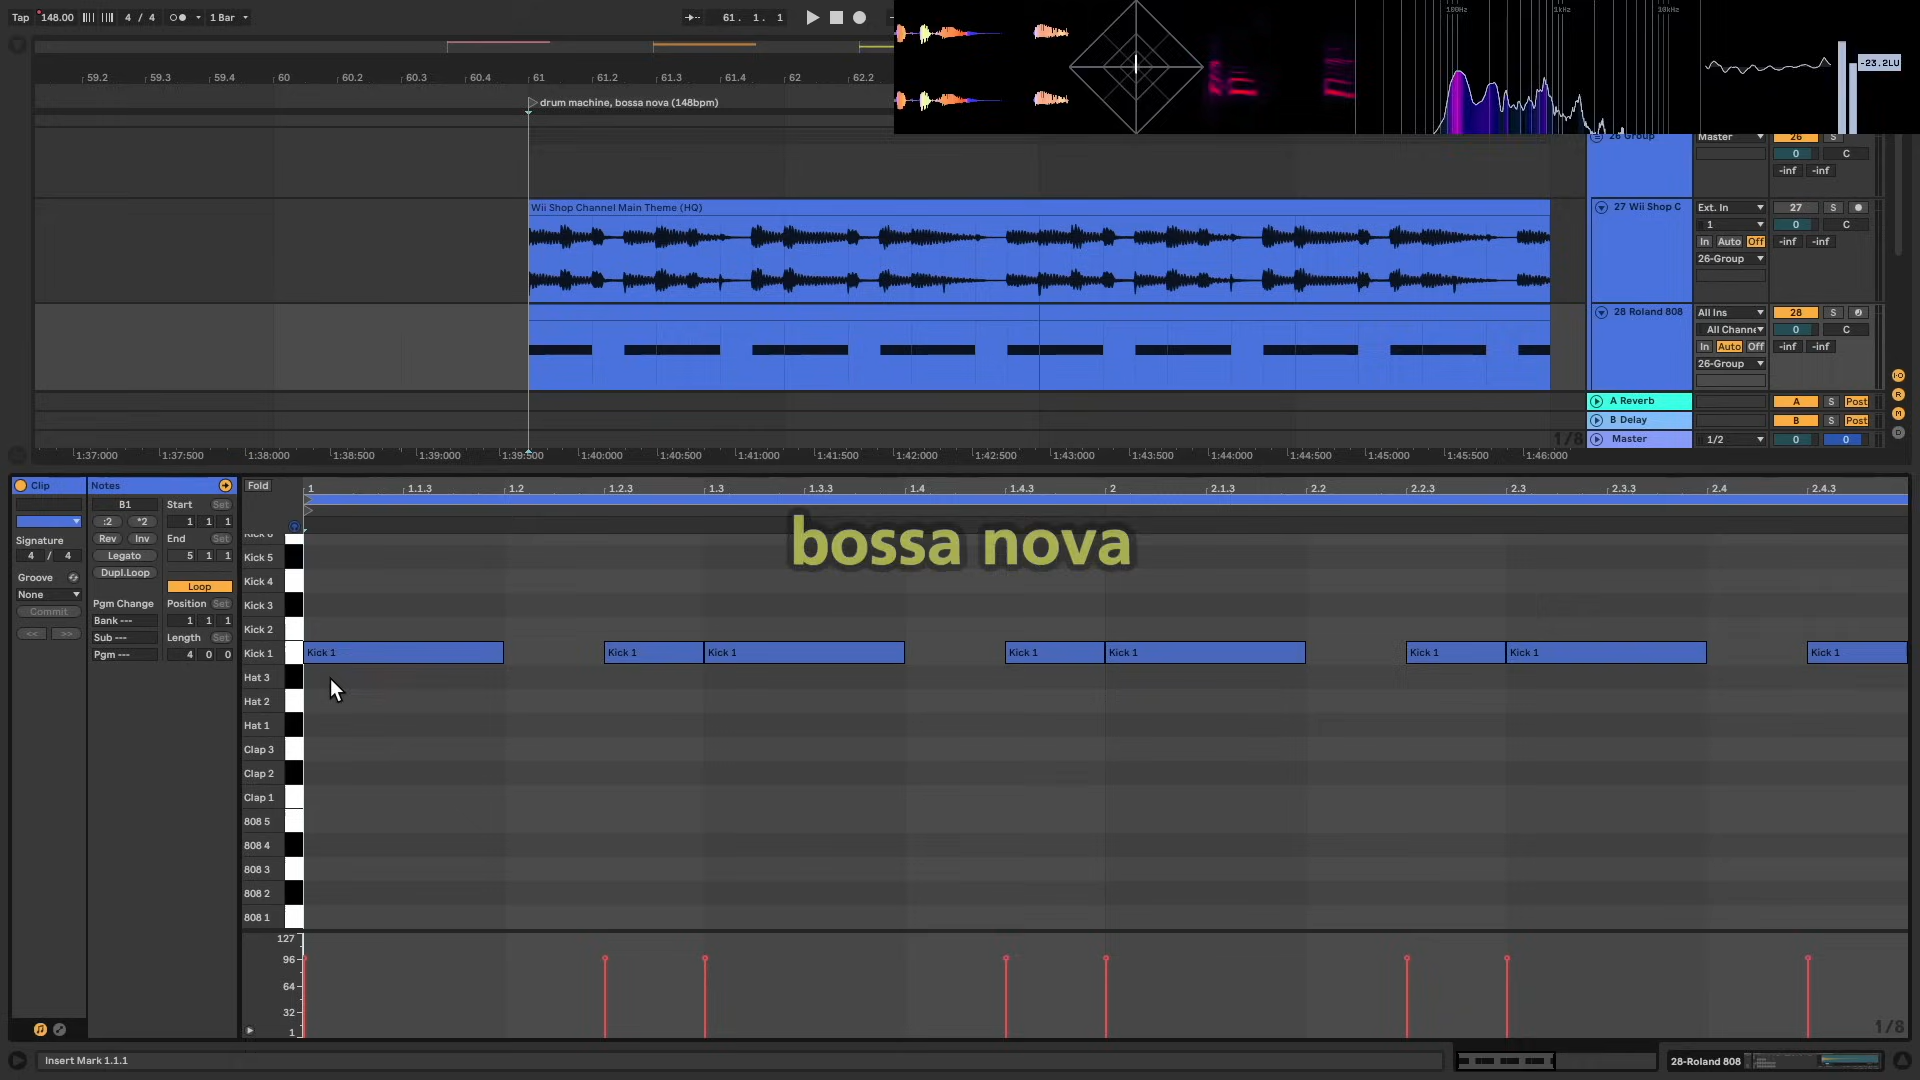 Tap 148.00 4 / 4 1 Bar 61. 1. 1
100Hz 1kHz 10kHz
-23.2LU
59.2 59.3 59.4 60 60.2 60.3 60.4 61 61.2 61.3 61.4 62 62.2
drum machine, bossa nova (148bpm)
26 Group Master 26 S
0 C
-inf -inf
Wii Shop Channel Main Theme (HQ)
27 Wii Shop C Ext. In 27 S
1 0 C
In Auto Off -inf -inf
26-Group
28 Roland 808 All Ins 28 S
All Channe 0 C
In Auto Off -inf -inf
26-Group
A Reverb A S Post
B Delay B S Post
1/8 Master 1/2 0 0
1:37:000 1:37:500 1:38:000 1:38:500 1:39:000 1:39:500 1:40:000 1:40:500 1:41:000 1:41:500 1:42:000 1:42:500 1:43:000 1:43:500 1:44:000 1:44:500 1:45:000 1:45:500 1:46:000
Clip Notes Fold 1 1.1.3 1.2 1.2.3 1.3 1.3.3 1.4 1.4.3 2 2.1.3 2.2 2.2.3 2.3 2.3.3 2.4 2.4.3
B1 Start Set
:2 *2 1 1 1
Signature Rev Inv End Set
4 / 4 Legato 5 1 1
Dupl.Loop
Groove Loop
None Pgm Change Position Set
Commit Bank --- 1 1 1
<< >> Sub --- Length Set
Pgm --- 4 0 0
bossa nova
Kick 5
Kick 4
Kick 3
Kick 2
Kick 1 Kick 1 Kick 1 Kick 1 Kick 1 Kick 1 Kick 1 Kick 1 Kick 1
Hat 3
Hat 2
Hat 1
Clap 3
Clap 2
Clap 1
808 5
808 4
808 3
808 2
808 1
127
96
64
32
1
1/8
Insert Mark 1.1.1 28-Roland 808